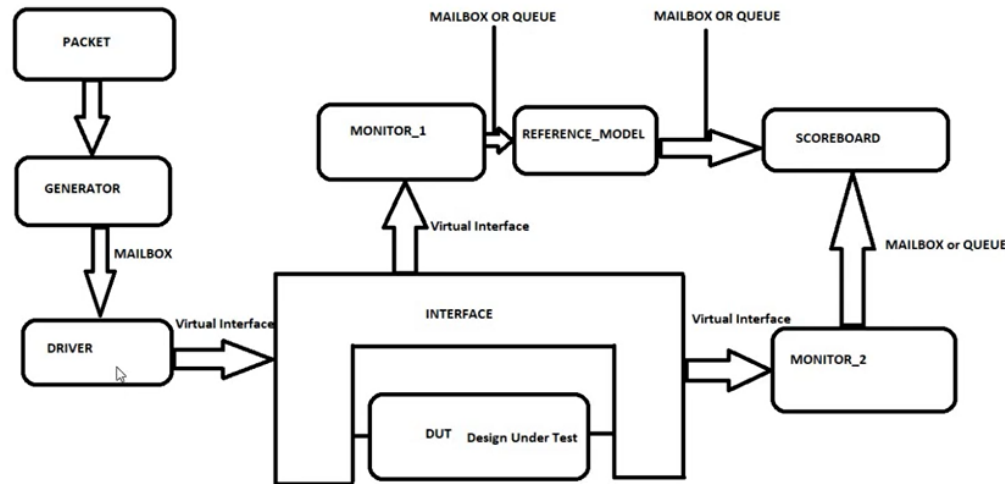 MAILBOX OR QUEUE
MAILBOX OR QUEUE
PACKET
MONITOR_1
REFERENCE_MODEL
SCOREBOARD
GENERATOR
Virtual Interface
MAILBOX
MAILBOX or QUEUE
Virtual Interface
INTERFACE
Virtual Interface
DRIVER
MONITOR_2
DUT Design Under Test